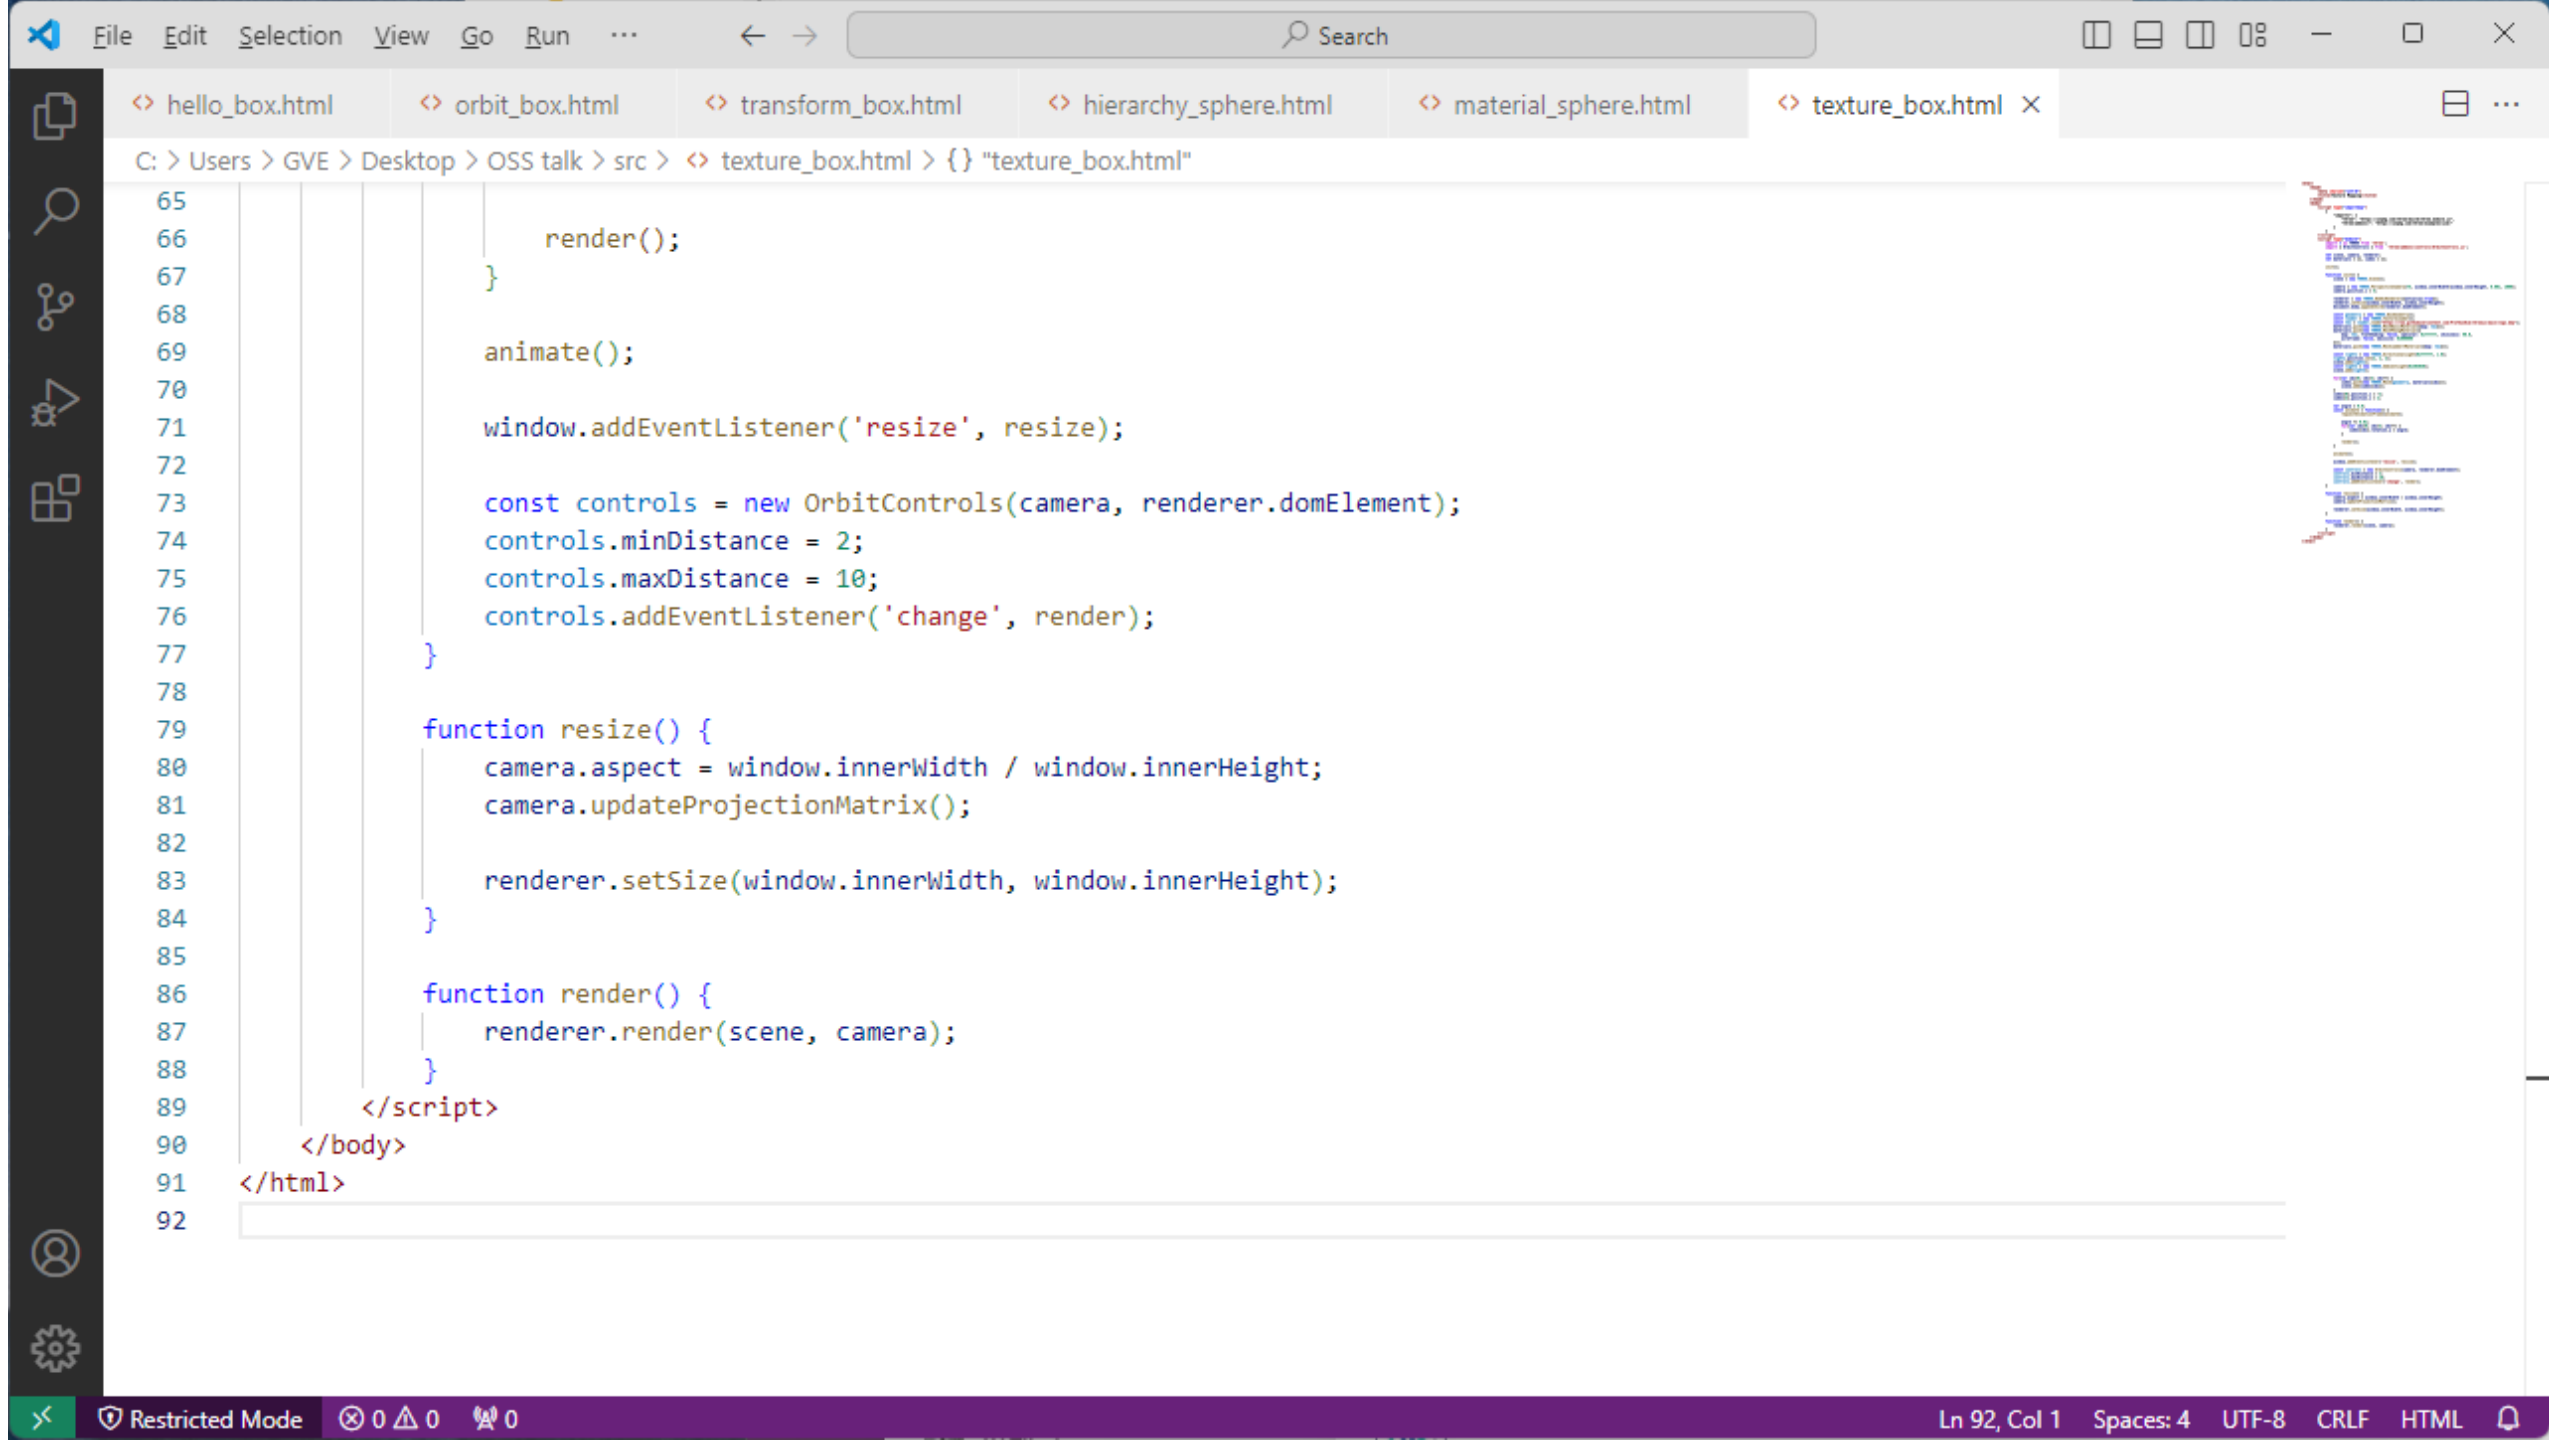 File Edit Selection View Go Run ··· Search
hello_box.html orbit_box.html transform_box.html hierarchy_sphere.html material_sphere.html texture_box.html
C: > Users > GVE > Desktop > OSS talk > src > <> texture_box.html > {} "texture_box.html"
65
66 render();
67 }
68
69 animate();
70
71 window.addEventListener('resize', resize);
72
73 const controls = new OrbitControls(camera, renderer.domElement);
74 controls.minDistance = 2;
75 controls.maxDistance = 10;
76 controls.addEventListener('change', render);
77 }
78
79 function resize() {
80 camera.aspect = window.innerWidth / window.innerHeight;
81 camera.updateProjectionMatrix();
82
83 renderer.setSize(window.innerWidth, window.innerHeight);
84 }
85
86 function render() {
87 renderer.render(scene, camera);
88 }
89 </script>
90 </body>
91 </html>
92
Restricted Mode 0 0 0 Ln 92, Col 1 Spaces: 4 UTF-8 CRLF HTML